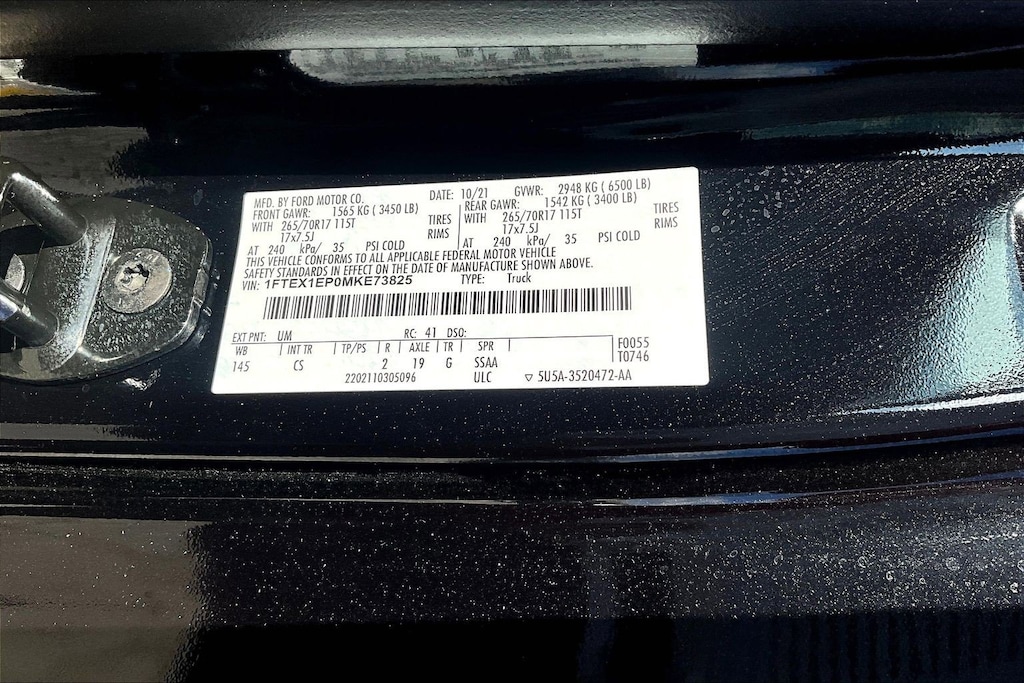 MFD. BY FORD MOTOR CO. DATE: 10/21 GVWR: 2948 KG ( 6500 LB)
FRONT GAWR: 1565 KG ( 3450 LB) REAR GAWR: 1542 KG ( 3400 LB)
WITH 265/70R17 115T TIRES WITH 265/70R17 115T TIRES
17x7.5J RIMS 17x7.5J RIMS
AT 240 kPa/ 35 PSI COLD AT 240 kPa/ 35 PSI COLD
THIS VEHICLE CONFORMS TO ALL APPLICABLE FEDERAL MOTOR VEHICLE
SAFETY STANDARDS IN EFFECT ON THE DATE OF MANUFACTURE SHOWN ABOVE.
VIN: 1FTEX1EP0MKE73825 TYPE: Truck
EXT PNT: UM RC: 41 DSO:
WB INT TR TP/PS R AXLE TR SPR F0055
145 CS 2 19 G SSAA T0746
2202110305096 ULC ▽ 5U5A-3520472-AA